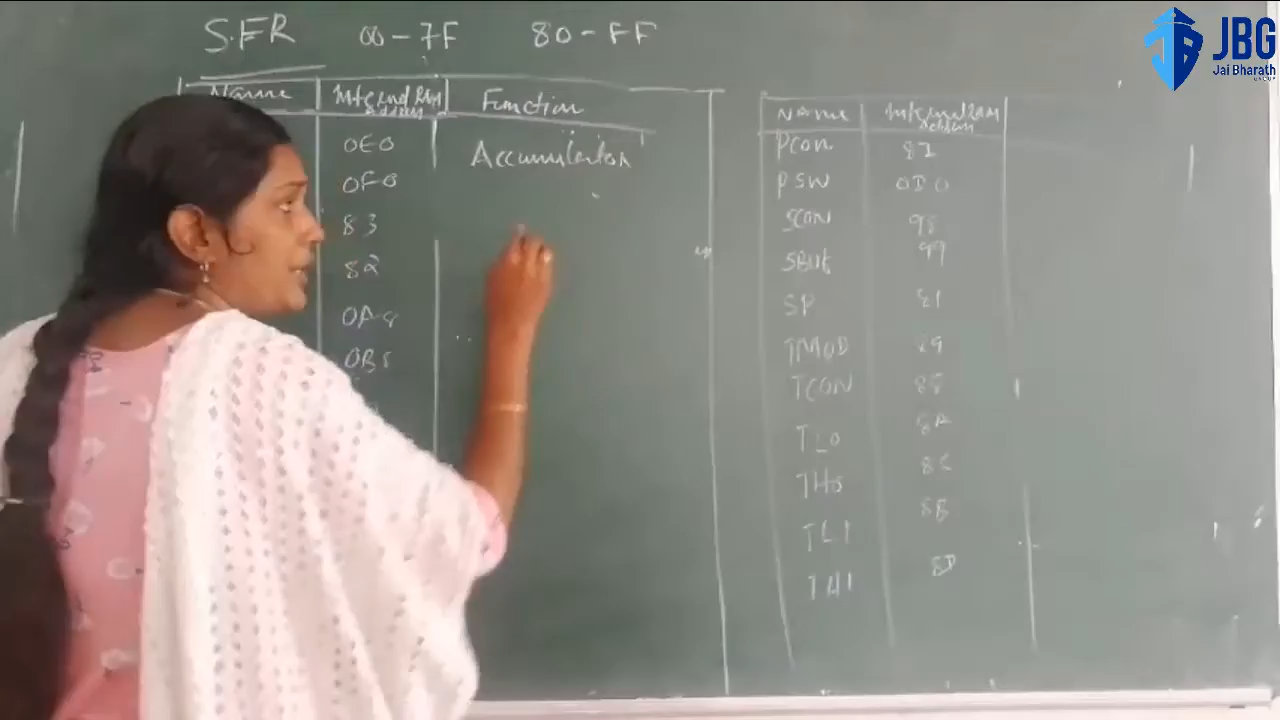 S.FR 00-7F 80-FF
Name Internal RAM Address Function
0E0 Accumulator
0F0
83
82
0A8
0B8
Name Internal RAM Address
PCON 87
PSW 0D0
SCON 98
SBUF 99
SP 81
TMOD 89
TCON 88
TL0 8A
TH0 8C
TL1 8B
TH1 8D
JBG
Jai Bharath
GROUP